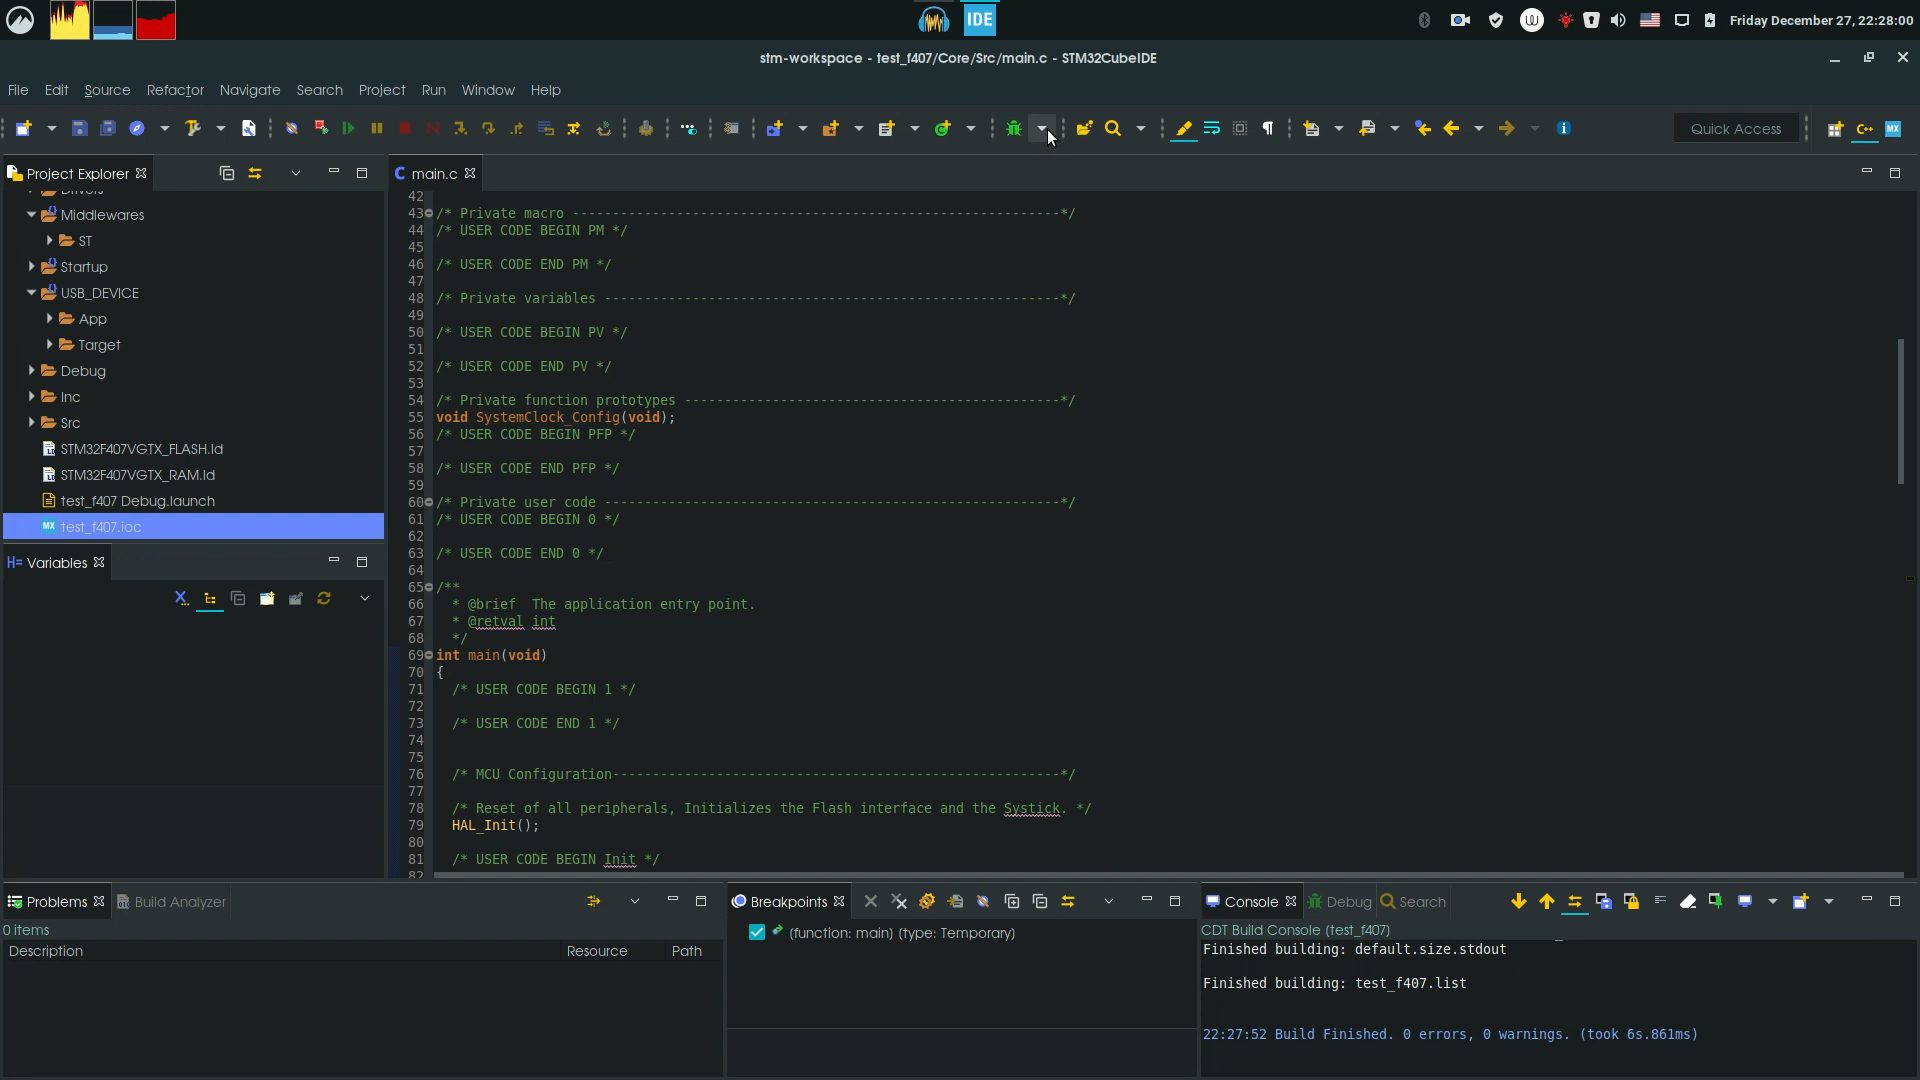 IDE
Friday December 27, 22:28:00
stm-workspace - test_f407/Core/Src/main.c - STM32CubeIDE
File Edit Source Refactor Navigate Search Project Run Window Help
Quick Access
MX
Project Explorer
main.c
Drivers
Middlewares
ST
Startup
USB_DEVICE
App
Target
Debug
Inc
Src
STM32F407VGTX_FLASH.ld
STM32F407VGTX_RAM.ld
test_f407 Debug.launch
MX test_f407.ioc
Variables
42
43 /* Private macro -------------------------------------------------------------*/
44 /* USER CODE BEGIN PM */
45
46 /* USER CODE END PM */
47
48 /* Private variables ---------------------------------------------------------*/
49
50 /* USER CODE BEGIN PV */
51
52 /* USER CODE END PV */
53
54 /* Private function prototypes -----------------------------------------------*/
55 void SystemClock_Config(void);
56 /* USER CODE BEGIN PFP */
57
58 /* USER CODE END PFP */
59
60 /* Private user code ---------------------------------------------------------*/
61 /* USER CODE BEGIN 0 */
62
63 /* USER CODE END 0 */
64
65 /**
66   * @brief  The application entry point.
67   * @retval int
68   */
69 int main(void)
70 {
71   /* USER CODE BEGIN 1 */
72
73   /* USER CODE END 1 */
74
75
76   /* MCU Configuration--------------------------------------------------------*/
77
78   /* Reset of all peripherals, Initializes the Flash interface and the Systick. */
79   HAL_Init();
80
81   /* USER CODE BEGIN Init */
82
Problems Build Analyzer
0 items
Description Resource Path
Breakpoints
[function: main] [type: Temporary]
Console Debug Search
CDT Build Console [test_f407]
Finished building: default.size.stdout
Finished building: test_f407.list
22:27:52 Build Finished. 0 errors, 0 warnings. (took 6s.861ms)